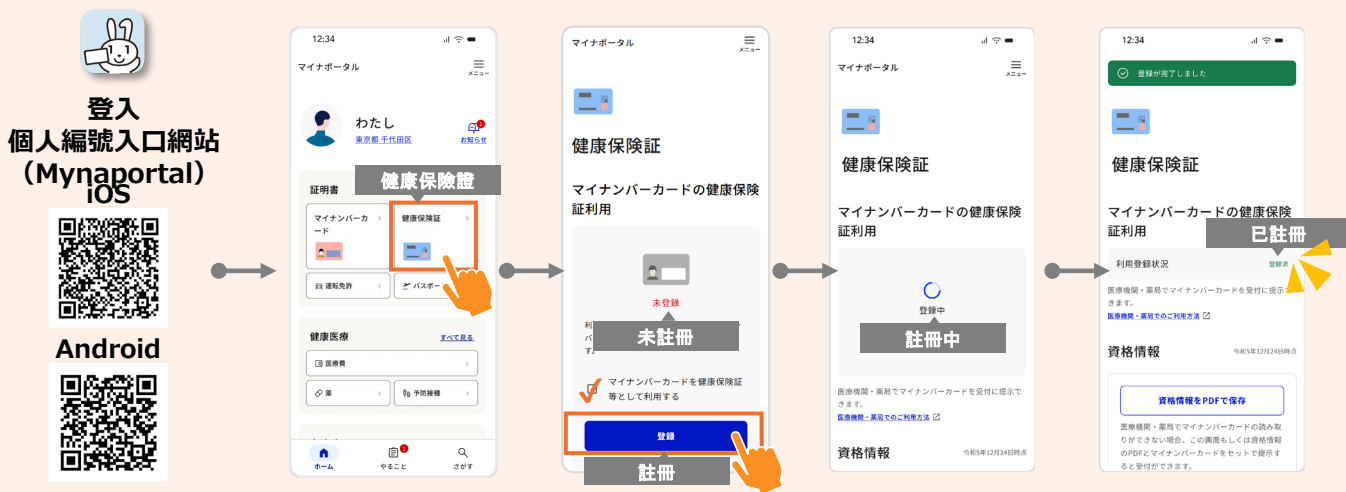 登入
個人編號入口網站
（Mynaportal）
iOS
Android
12:34
マイナポータル
メニュー
わたし
東京都 千代田区
お知らせ
証明書
健康保險證
マイナンバーカ
ード
健康保険証
運転免許
パスポー
健康医療
すべて見る
医療費
薬
予防接種
ホーム
やること
さがす
マイナポータル
メニュー
健康保険証
マイナンバーカードの健康保険
証利用
未登録
未註冊
す。
マイナンバーカードを健康保険証
等として利用する
登録
註冊
12:34
マイナポータル
メニュー
健康保険証
マイナンバーカードの健康保険
証利用
登録中
註冊中
医療機関・薬局でマイナンバーカードを受付に提示で
きます。
医療機関・薬局でのご利用方法
資格情報
令和5年12月24日時点
12:34
登録が完了しました
健康保険証
マイナンバーカードの健康保険
証利用
已註冊
利用登録状況
登録済
医療機関・薬局でマイナンバーカードを受付に提示
きます。
医療機関・薬局でのご利用方法
資格情報
令和5年12月24日時点
資格情報をPDFで保存
医療機関・薬局でマイナンバーカードの読み取
りができない場合、この画面もしくは資格情報
のPDFとマイナンバーカードをセットで提示す
ると受付ができます。